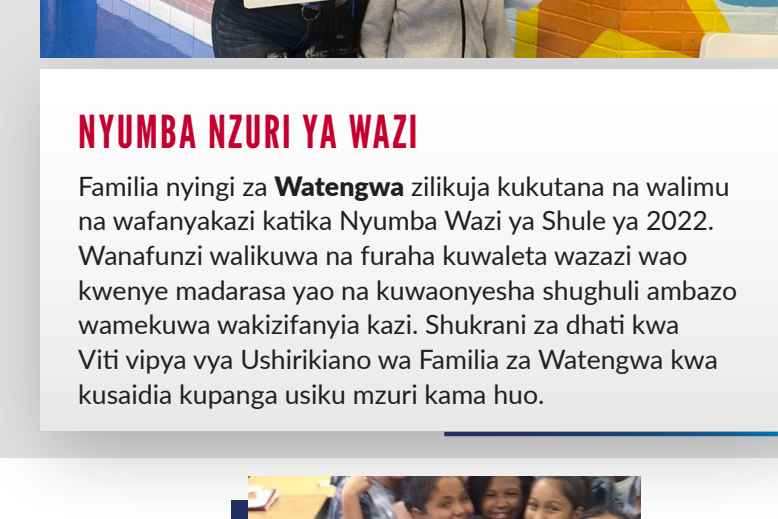 NYUMBA NZURI YA WAZI
Familia nyingi za Watengwa zilikuja kukutana na walimu
na wafanyakazi katika Nyumba Wazi ya Shule ya 2022.
Wanafunzi walikuwa na furaha kuwaleta wazazi wao
kwenye madarasa yao na kuwaonyesha shughuli ambazo
wamekuwa wakizifanyia kazi. Shukrani za dhati kwa
Viti vipya vya Ushirikiano wa Familia za Watengwa kwa
kusaidia kupanga usiku mzuri kama huo.